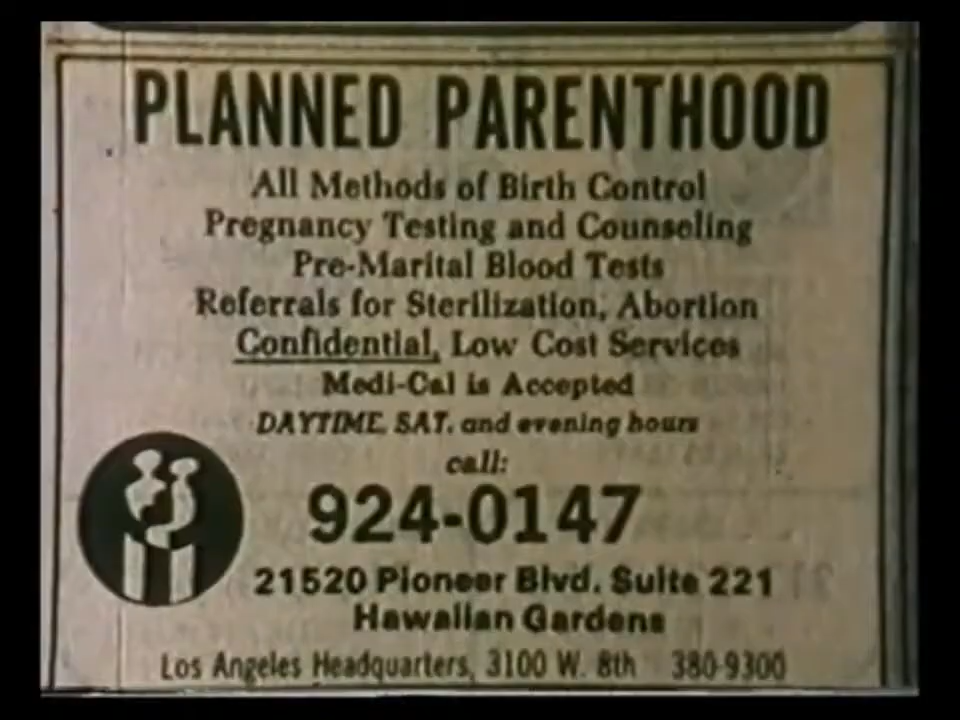 PLANNED PARENTHOOD
All Methods of Birth Control
Pregnancy Testing and Counseling
Pre-Marital Blood Tests
Referrals for Sterilization, Abortion
Confidential, Low Cost Services
Medi-Cal is Accepted
DAYTIME, SAT. and evening hours
call:
924-0147
21520 Pioneer Blvd. Suite 221
Hawaiian Gardens
Los Angeles Headquarters, 3100 W. 8th 380-9300